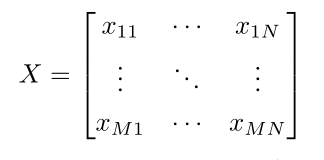 x₁₁ ⋯ x₁N
X = ⋮ ⋱ ⋮
xM1 ⋯ xMN